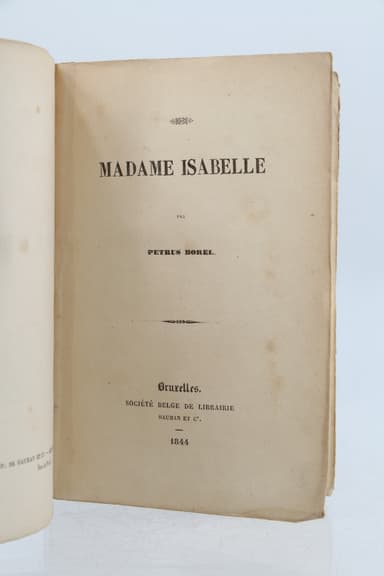 MADAME ISABELLE
PAR
PETRUS BOREL.
Bruxelles.
SOCIÉTÉ BELGE DE LIBRAIRIE
HAUMAN ET Cᵉ.
1844